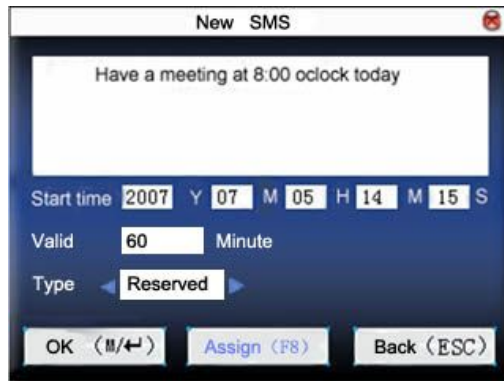 New SMS
Have a meeting at 8:00 oclock today
Start time 2007 Y 07 M 05 H 14 M 15 S
Valid 60 Minute
Type Reserved
OK (M/↵) Assign (F8) Back (ESC)